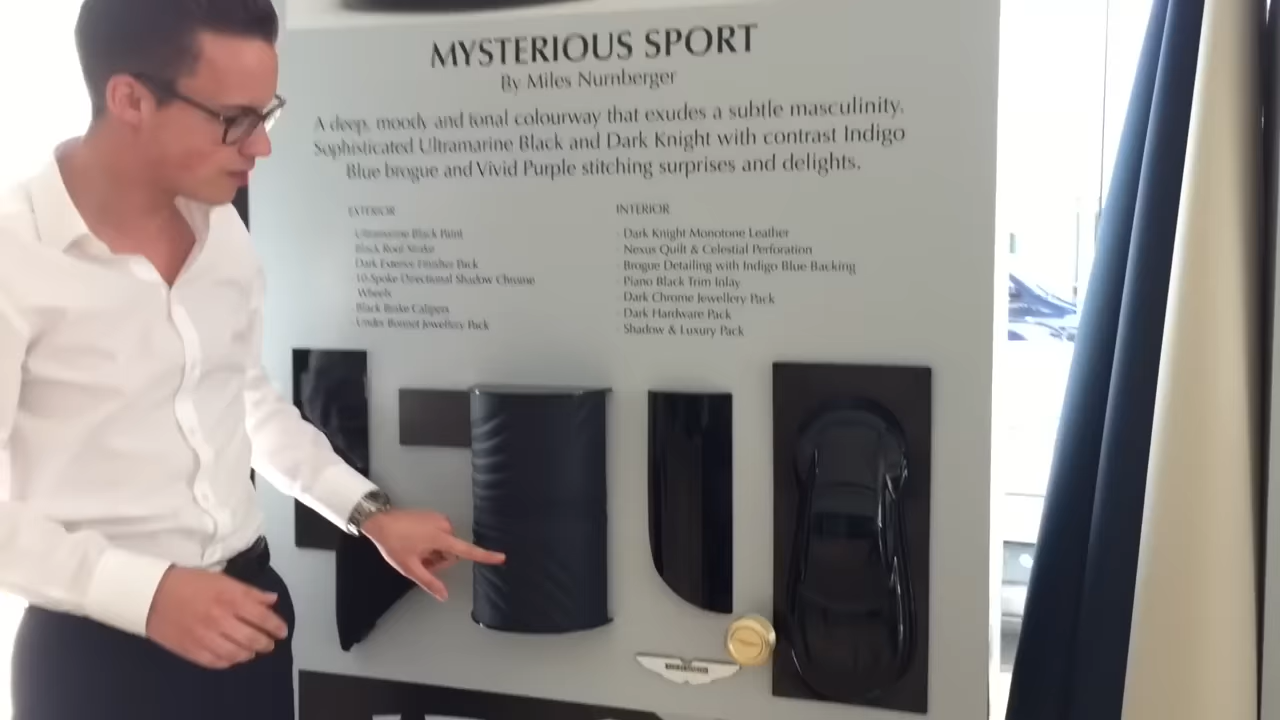 MYSTERIOUS SPORT
By Miles Nurnberger
A deep, moody and tonal colourway that exudes a subtle masculinity.
Sophisticated Ultramarine Black and Dark Knight with contrast Indigo
Blue brogue and Vivid Purple stitching surprises and delights.
EXTERIOR
Ultramarine Black Paint
Black Roof Strake
Dark Exterior Finisher Pack
10-Spoke Directional Shadow Chrome
Wheels
Black Brake Calipers
Under Bonnet Jewellery Pack
INTERIOR
- Dark Knight Monotone Leather
Nexus Quilt & Celestial Perforation
Brogue Detailing with Indigo Blue Backing
- Piano Black Trim Inlay
- Dark Chrome Jewellery Pack
- Dark Hardware Pack
- Shadow & Luxury Pack